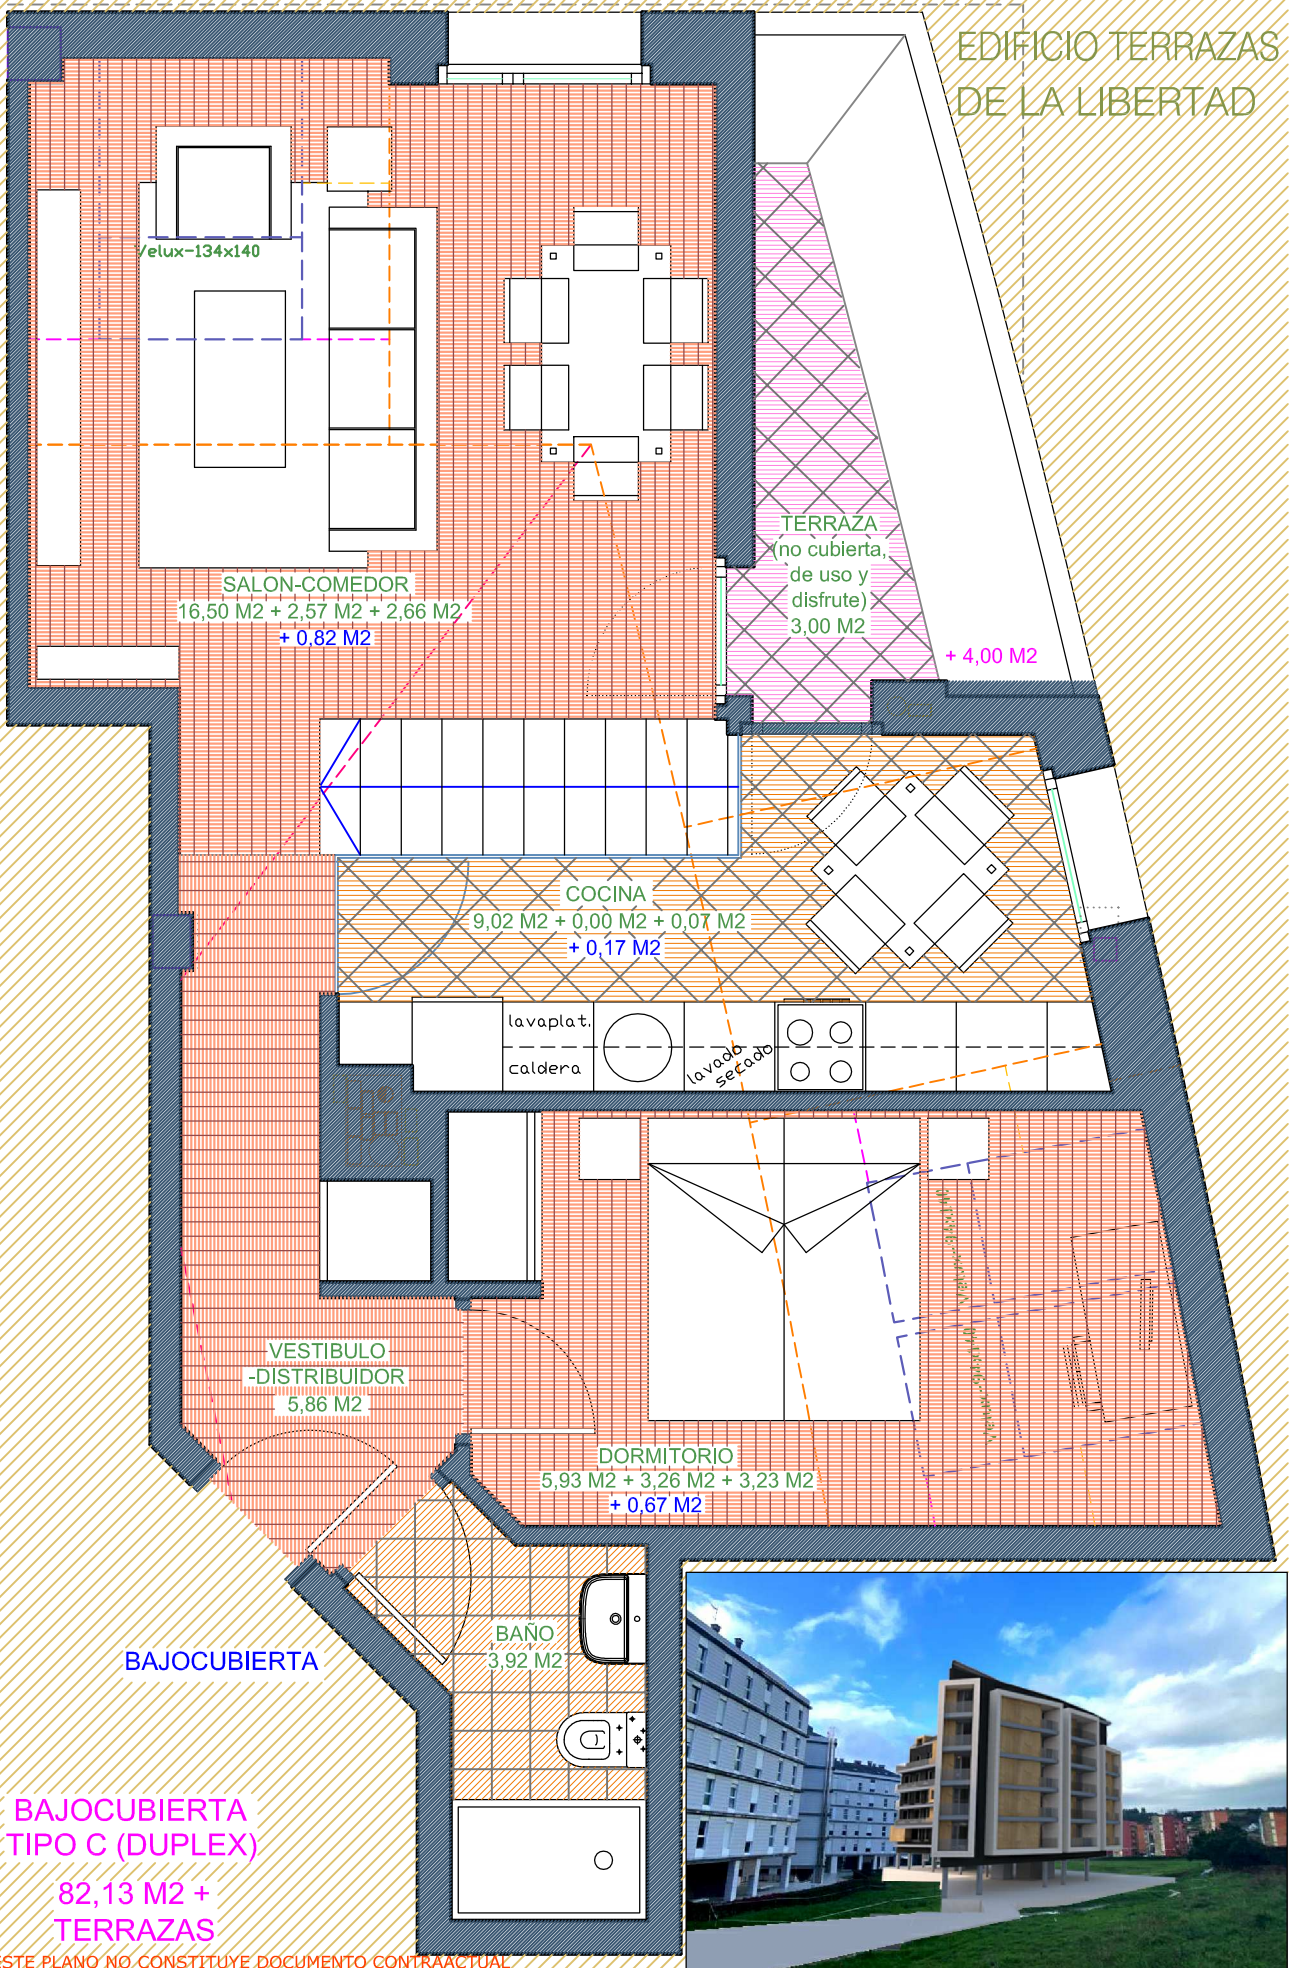 EDIFICIO TERRAZAS
DE LA LIBERTAD
Velux-134x140
SALON-COMEDOR
16,50 M2 + 2,57 M2 + 2,66 M2
+ 0,82 M2
TERRAZA
(no cubierta,
de uso y
disfrute)
3,00 M2
+ 4,00 M2
COCINA
9,02 M2 + 0,00 M2 + 0,07 M2
+ 0,17 M2
lavaplat.
caldera
lavado
secado
VESTIBULO
-DISTRIBUIDOR
5,86 M2
DORMITORIO
5,93 M2 + 3,26 M2 + 3,23 M2
+ 0,67 M2
BAÑO
3,92 M2
BAJOCUBIERTA
BAJOCUBIERTA
TIPO C (DUPLEX)
82,13 M2 +
TERRAZAS
ESTE PLANO NO CONSTITUYE DOCUMENTO CONTRAACTUAL